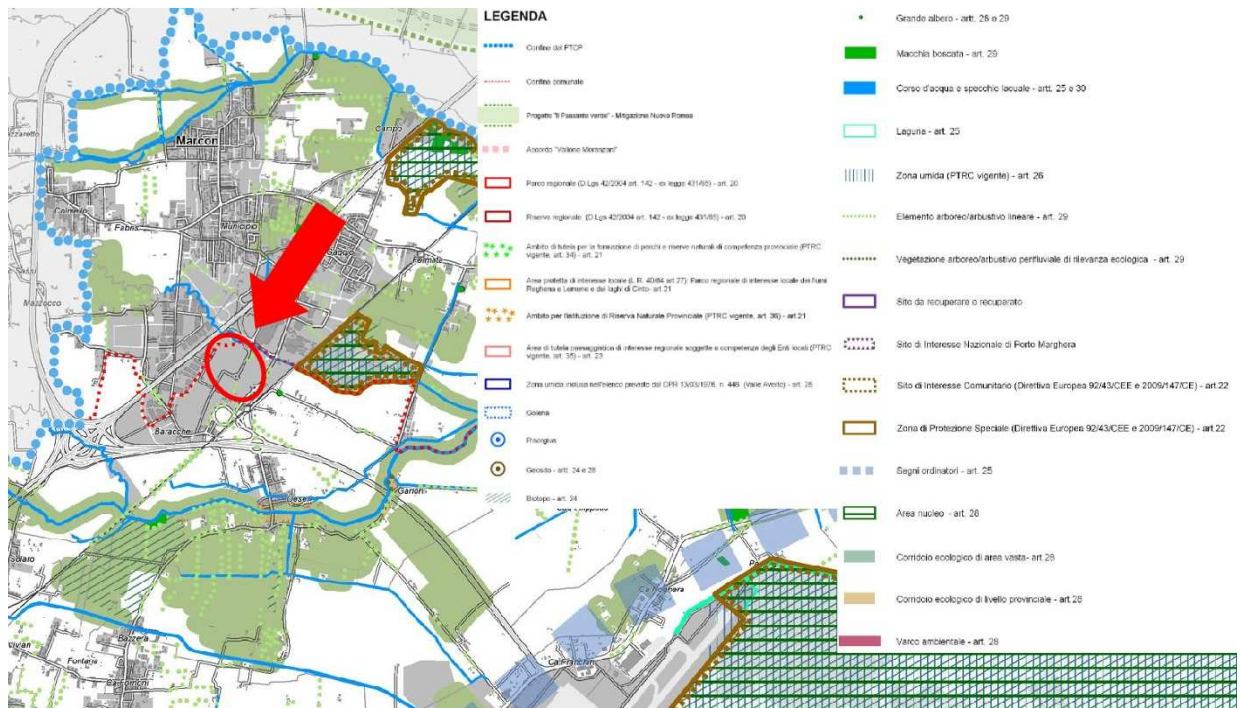 LEGENDA
Confine del PTCP
Confine comunale
Progetto "Il Passante verde" - Mitigazione Nuova Romea
Accordo "Vallone Moranzani"
Parco regionale (D.Lgs 42/2004 art. 142 - ex legge 431/85) - art. 20
Riserva regionale (D.Lgs 42/2004 art. 142 - ex legge 431/85) - art. 20
Ambito di tutela per la formazione di parchi e riserve naturali di competenza provinciale (PTRC
vigente, art. 34) - art. 21
Area protetta di interesse locale (L. R. 40/84 art. 27): Parco regionale di interesse locale dei fiumi
Reghena e Lemene e dei laghi di Cinto- art.21
Ambito per l'istituzione di Riserva Naturale Provinciale (PTRC vigente, art. 36) - art.21
Area di tutela paesaggistica di interesse regionale soggette a competenza degli Enti locali (PTRC
vigente, art. 35) - art. 23
Zona umida inclusa nell'elenco previsto dal DPR 13/03/1976, n. 448 (Valle Averto) - art. 26
Golena
Risorgiva
Geosito - artt. 24 e 28
Biotopo - art. 24
Grande albero - artt. 28 e 29
Macchia boscata - art. 29
Corso d'acqua e specchio lacuale - artt. 25 e 30
Laguna - art. 25
Zona umida (PTRC vigente) - art. 26
Elemento arboreo/arbustivo lineare - art. 29
Vegetazione arboreo/arbustivo perifluviale di rilevanza ecologica - art. 29
Sito da recuperare o recuperato
Sito di Interesse Nazionale di Porto Marghera
Sito di Interesse Comunitario (Direttiva Europea 92/43/CEE e 2009/147/CE) - art.22
Zona di Protezione Speciale (Direttiva Europea 92/43/CEE e 2009/147/CE) - art.22
Segni ordinatori - art. 25
Area nucleo - art. 28
Corridoio ecologico di area vasta- art.28
Corridoio ecologico di livello provinciale - art.28
Varco ambientale - art. 28
Marcon
Colmello
Fabris
Municipio
Gaggio
Mazzocco
Baracche
Dese
Bazzera
Fontana
Ca' Noghera